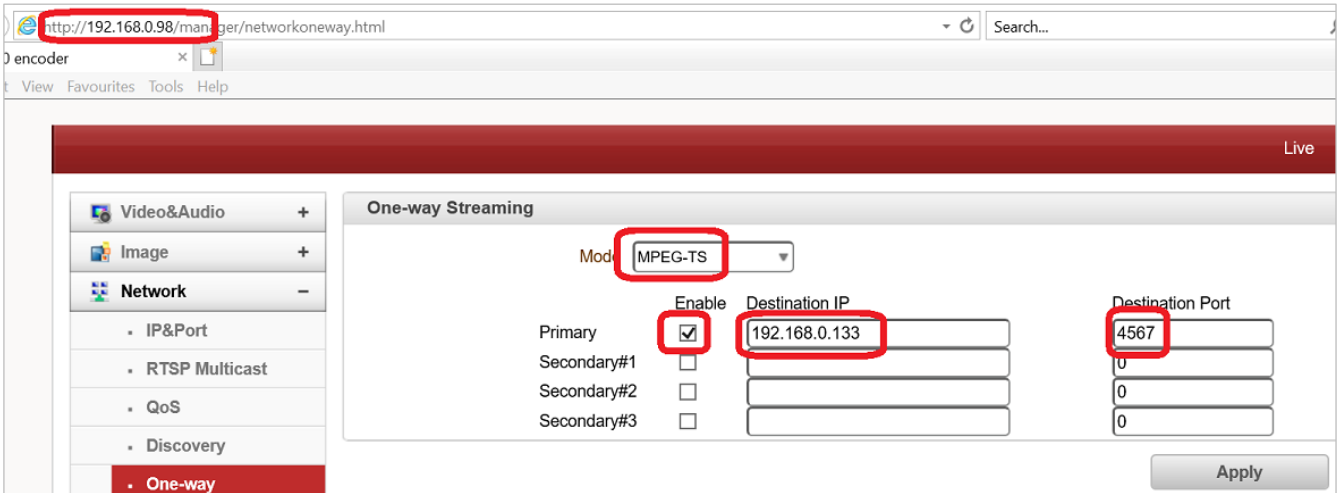 http://192.168.0.98/manager/networkoneway.html
Search...
0 encoder
View Favourites Tools Help
Live
Video&Audio +
One-way Streaming
Image +
Mode MPEG-TS
Network −
Enable Destination IP Destination Port
IP&Port
Primary 192.168.0.133 4567
RTSP Multicast
Secondary#1 0
Secondary#2 0
QoS
Secondary#3 0
Discovery
One-way
Apply